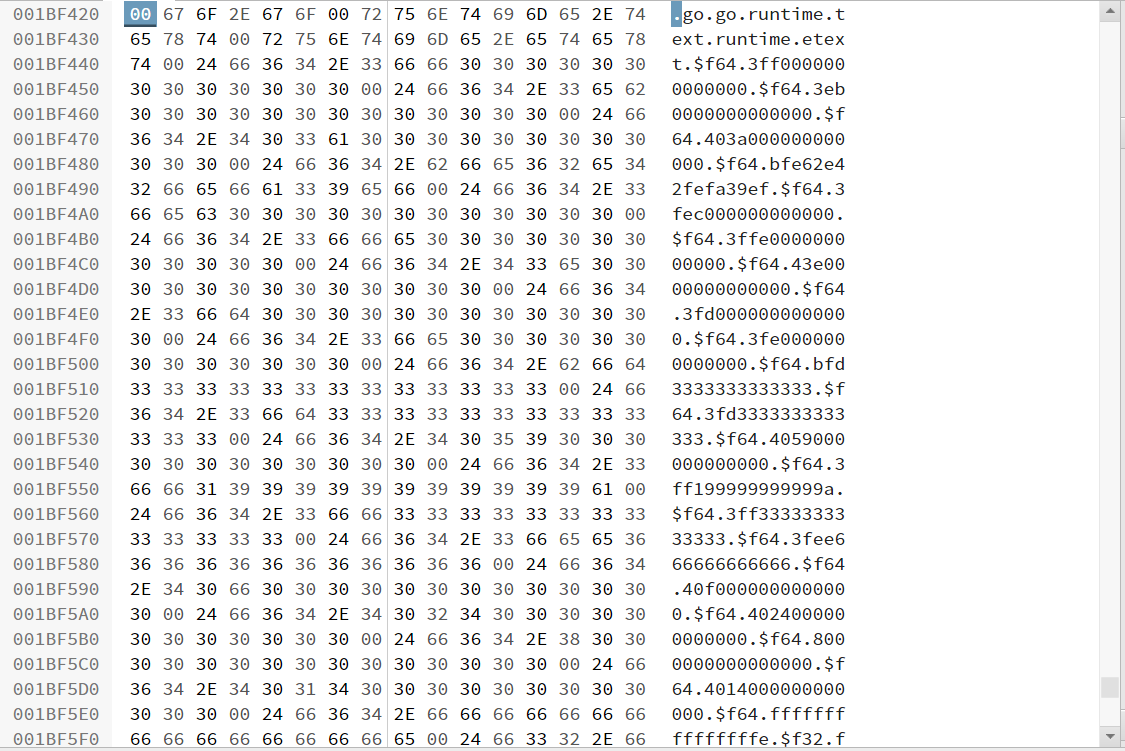 001BF420 00 67 6F 2E 67 6F 00 72 75 6E 74 69 6D 65 2E 74 .go.go.runtime.t
001BF430 65 78 74 00 72 75 6E 74 69 6D 65 2E 65 74 65 78 ext.runtime.etex
001BF440 74 00 24 66 36 34 2E 33 66 66 30 30 30 30 30 30 t.$f64.3ff000000
001BF450 30 30 30 30 30 30 30 00 24 66 36 34 2E 33 65 62 0000000.$f64.3eb
001BF460 30 30 30 30 30 30 30 30 30 30 30 30 30 00 24 66 0000000000000.$f
001BF470 36 34 2E 34 30 33 61 30 30 30 30 30 30 30 30 30 64.403a000000000
001BF480 30 30 30 00 24 66 36 34 2E 62 66 65 36 32 65 34 000.$f64.bfe62e4
001BF490 32 66 65 66 61 33 39 65 66 00 24 66 36 34 2E 33 2fefa39ef.$f64.3
001BF4A0 66 65 63 30 30 30 30 30 30 30 30 30 30 30 30 00 fec000000000000.
001BF4B0 24 66 36 34 2E 33 66 66 65 30 30 30 30 30 30 30 $f64.3ffe0000000
001BF4C0 30 30 30 30 30 00 24 66 36 34 2E 34 33 65 30 30 00000.$f64.43e00
001BF4D0 30 30 30 30 30 30 30 30 30 30 30 00 24 66 36 34 00000000000.$f64
001BF4E0 2E 33 66 64 30 30 30 30 30 30 30 30 30 30 30 30 .3fd000000000000
001BF4F0 30 00 24 66 36 34 2E 33 66 65 30 30 30 30 30 30 0.$f64.3fe000000
001BF500 30 30 30 30 30 30 30 00 24 66 36 34 2E 62 66 64 0000000.$f64.bfd
001BF510 33 33 33 33 33 33 33 33 33 33 33 33 33 00 24 66 3333333333333.$f
001BF520 36 34 2E 33 66 64 33 33 33 33 33 33 33 33 33 33 64.3fd3333333333
001BF530 33 33 33 00 24 66 36 34 2E 34 30 35 39 30 30 30 333.$f64.4059000
001BF540 30 30 30 30 30 30 30 30 30 00 24 66 36 34 2E 33 000000000.$f64.3
001BF550 66 66 31 39 39 39 39 39 39 39 39 39 39 39 61 00 ff199999999999a.
001BF560 24 66 36 34 2E 33 66 66 33 33 33 33 33 33 33 33 $f64.3ff33333333
001BF570 33 33 33 33 33 00 24 66 36 34 2E 33 66 65 65 36 33333.$f64.3fee6
001BF580 36 36 36 36 36 36 36 36 36 36 36 00 24 66 36 34 66666666666.$f64
001BF590 2E 34 30 66 30 30 30 30 30 30 30 30 30 30 30 30 .40f000000000000
001BF5A0 30 00 24 66 36 34 2E 34 30 32 34 30 30 30 30 30 0.$f64.402400000
001BF5B0 30 30 30 30 30 30 30 00 24 66 36 34 2E 38 30 30 0000000.$f64.800
001BF5C0 30 30 30 30 30 30 30 30 30 30 30 30 30 00 24 66 0000000000000.$f
001BF5D0 36 34 2E 34 30 31 34 30 30 30 30 30 30 30 30 30 64.4014000000000
001BF5E0 30 30 30 00 24 66 36 34 2E 66 66 66 66 66 66 66 000.$f64.fffffff
001BF5F0 66 66 66 66 66 66 66 66 65 00 24 66 33 32 2E 66 ffffffffe.$f32.f